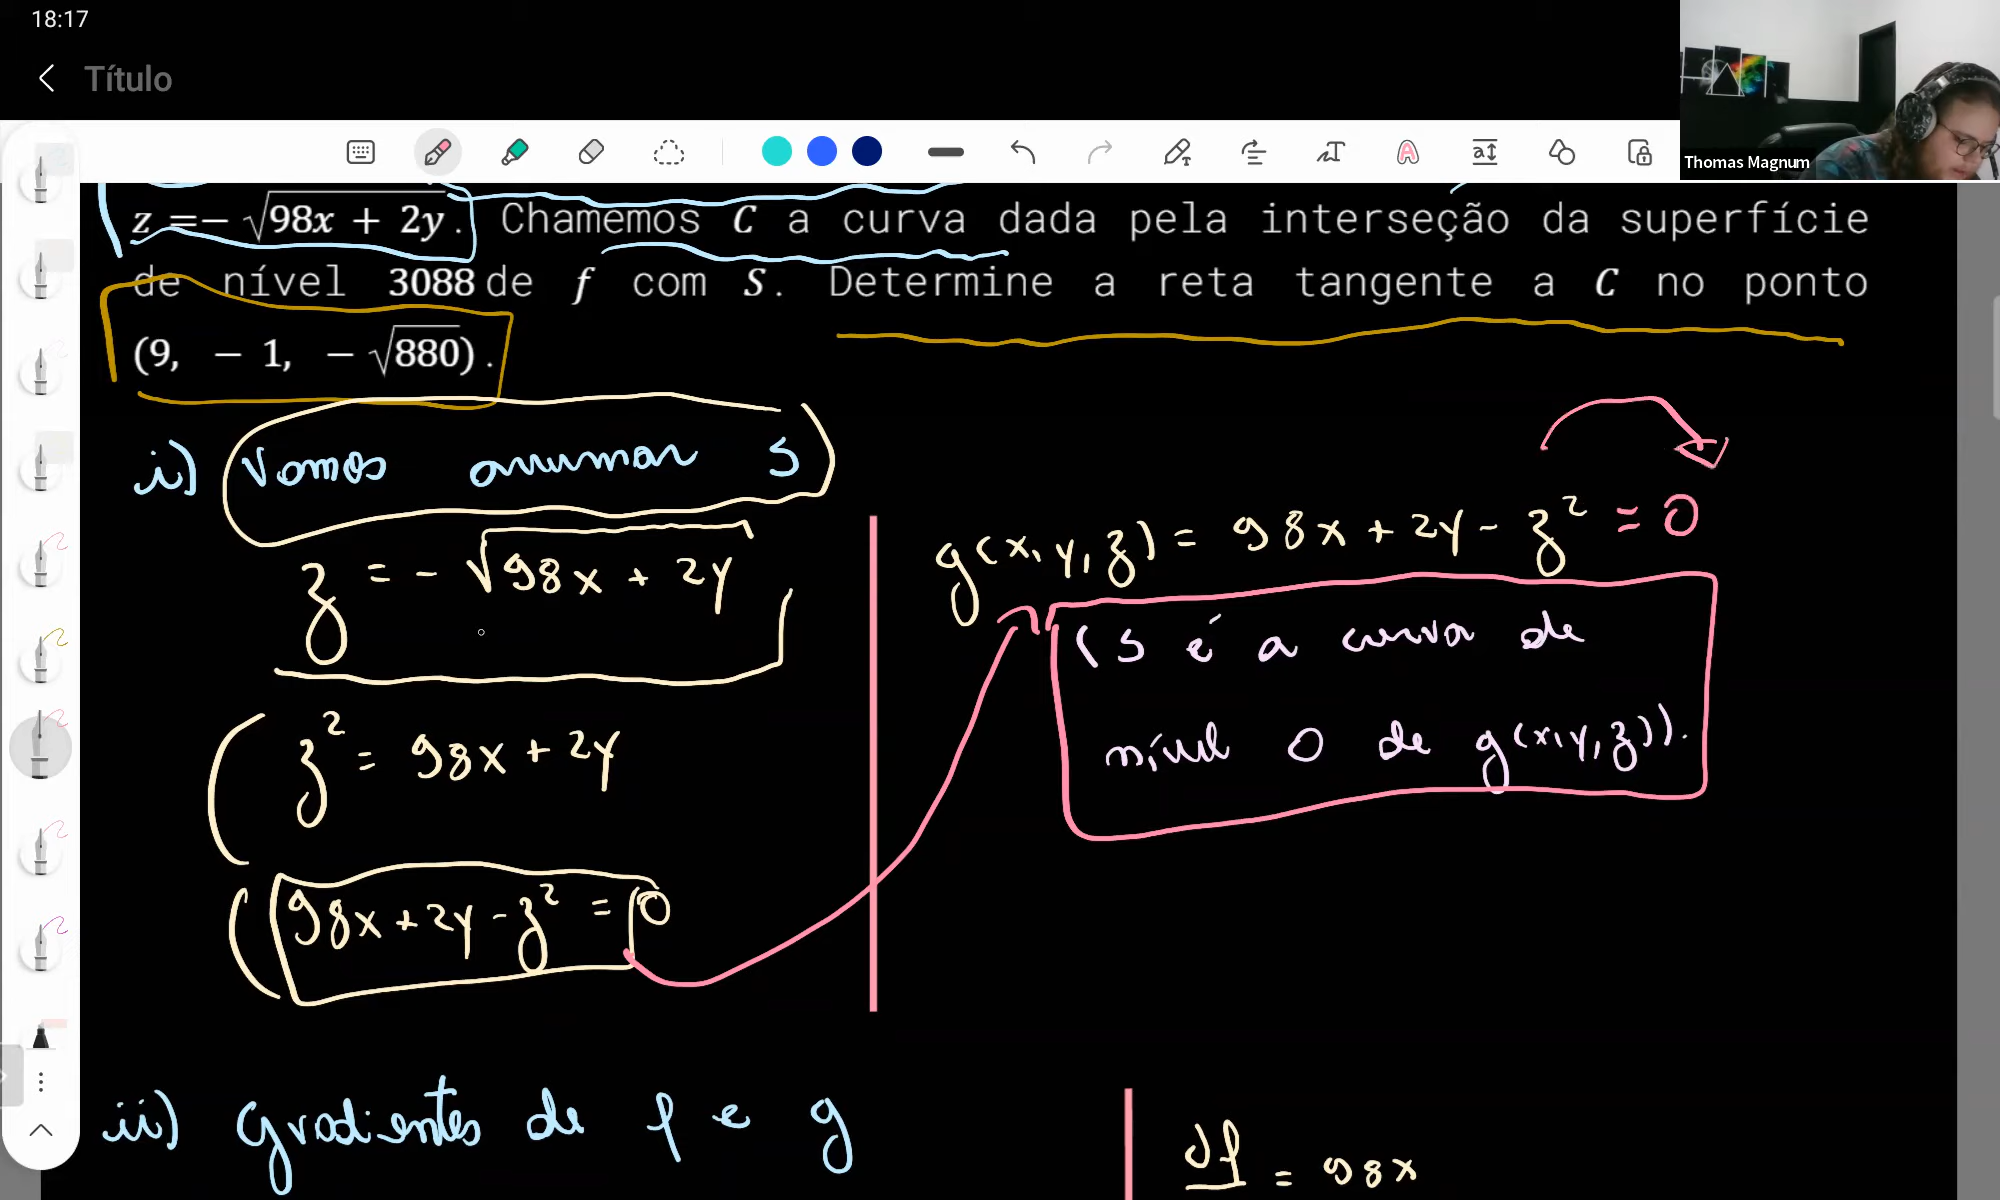 18:17
Título
Thomas Magnum
z = − √98x + 2y. Chamemos C a curva dada pela interseção da superfície
de nível 3088 de f com S. Determine a reta tangente a C no ponto
(9, − 1, − √880).
i) Vamos arrumar S
z = - √98x + 2y
z² = 98x + 2y
98x + 2y - z² = 0
g(x, y, z) = 98x + 2y - z² = 0
(S é a curva de
nível 0 de g(x,y,z)).
ii) Gradientes de f e g
∂f = 98x